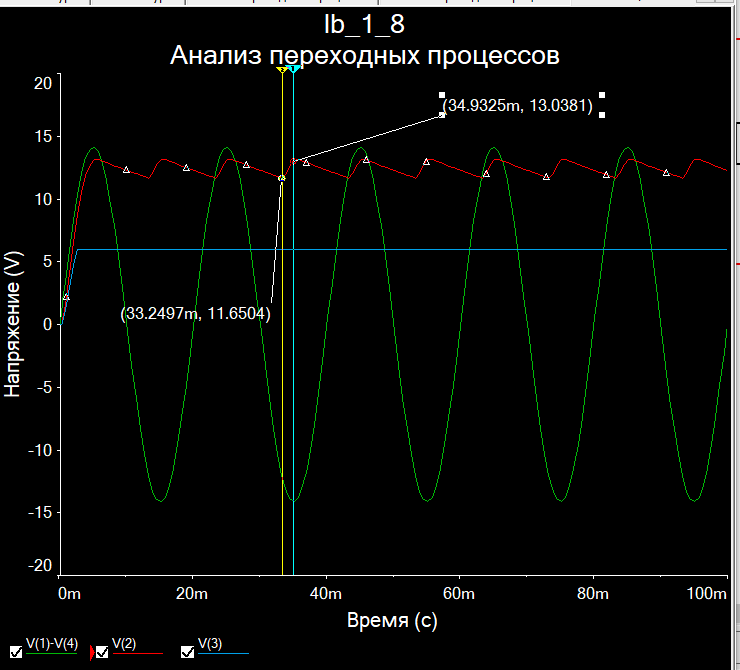 lb_1_8
Анализ переходных процессов
20
15
10
5
0
-5
-10
-15
-20
Напряжение (V)
(34.9325m, 13.0381)
(33.2497m, 11.6504)
0m 20m 40m 60m 80m 100m
Время (с)
V(1)-V(4) V(2) V(3)